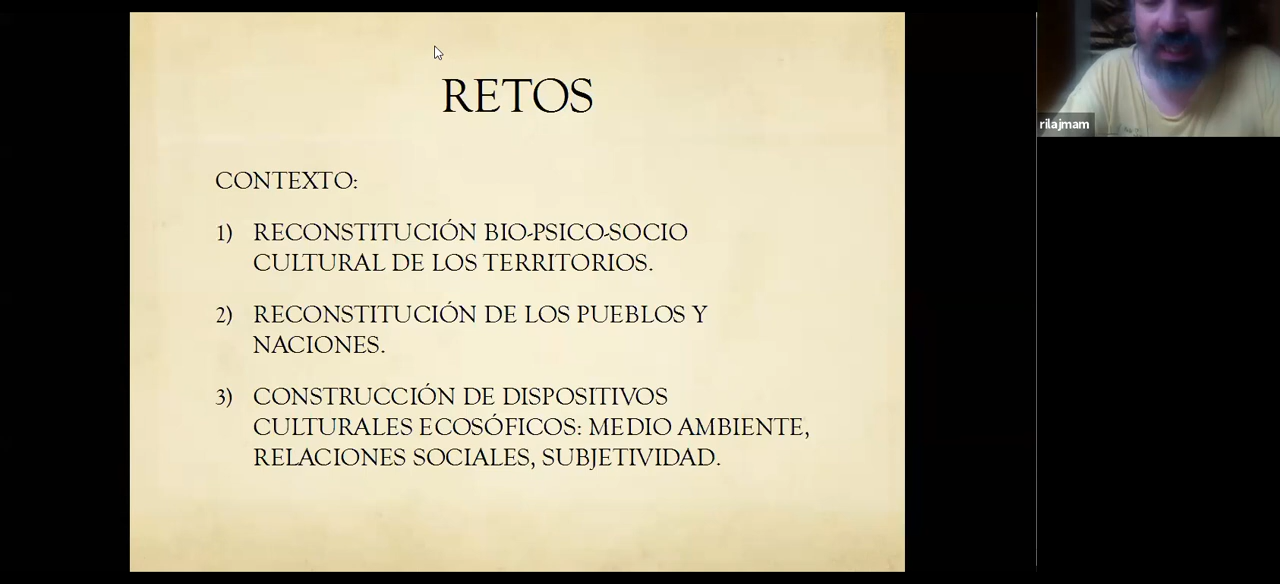 RETOS
CONTEXTO:
1) RECONSTITUCIÓN BIO-PSICO-SOCIO
CULTURAL DE LOS TERRITORIOS.
2) RECONSTITUCIÓN DE LOS PUEBLOS Y
NACIONES.
3) CONSTRUCCIÓN DE DISPOSITIVOS
CULTURALES ECOSÓFICOS: MEDIO AMBIENTE,
RELACIONES SOCIALES, SUBJETIVIDAD.
rilajmam